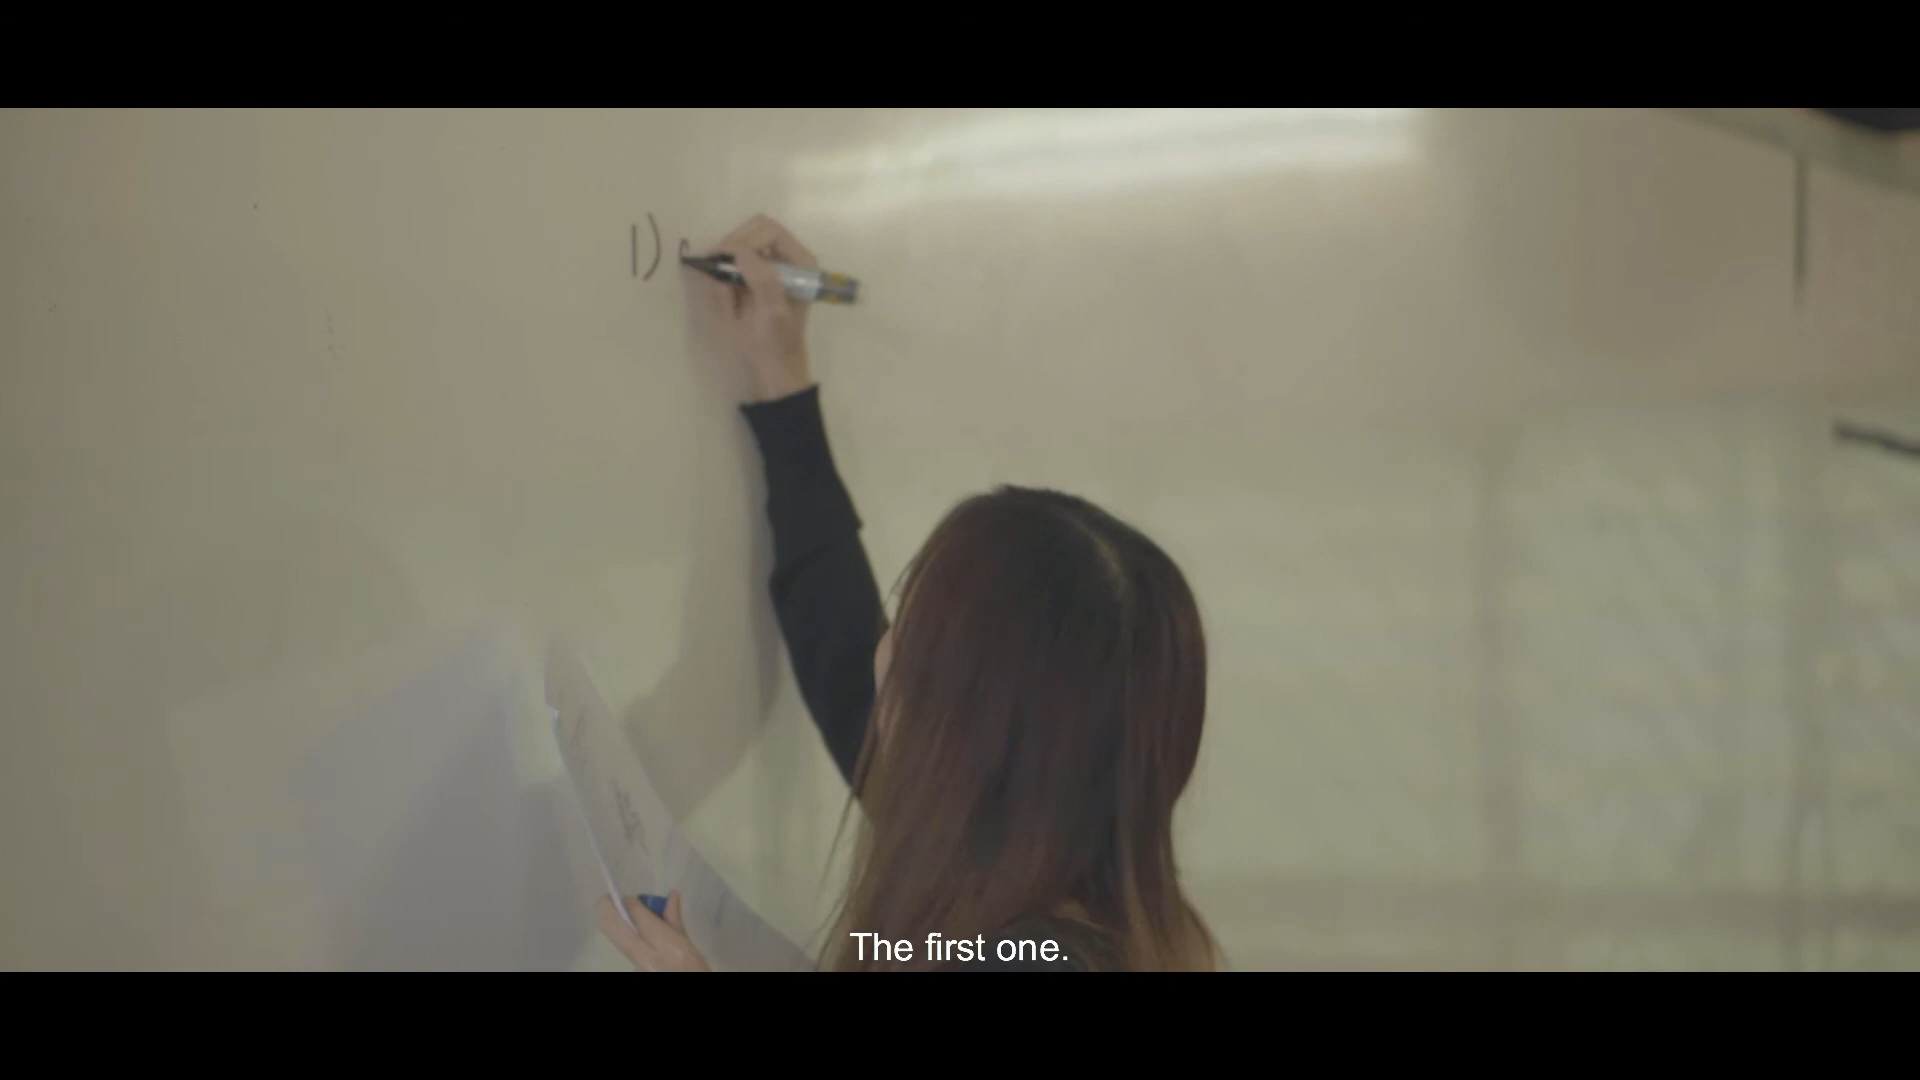 1)
The first one.